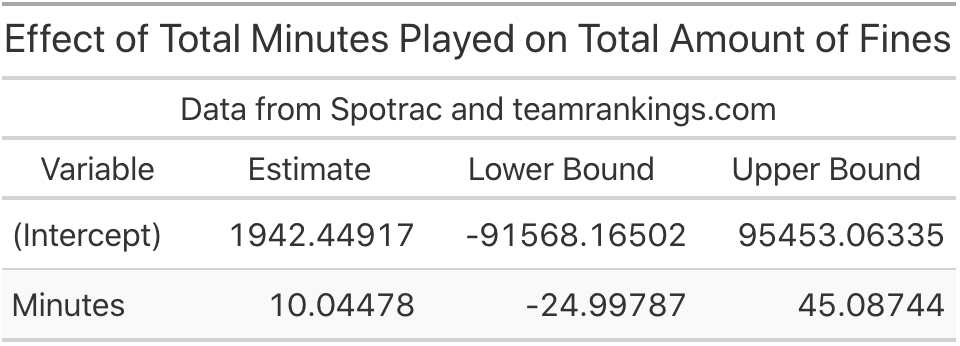 Effect of Total Minutes Played on Total Amount of Fines
Data from Spotrac and teamrankings.com
Variable Estimate Lower Bound Upper Bound
(Intercept) 1942.44917 -91568.16502 95453.06335
Minutes 10.04478 -24.99787 45.08744